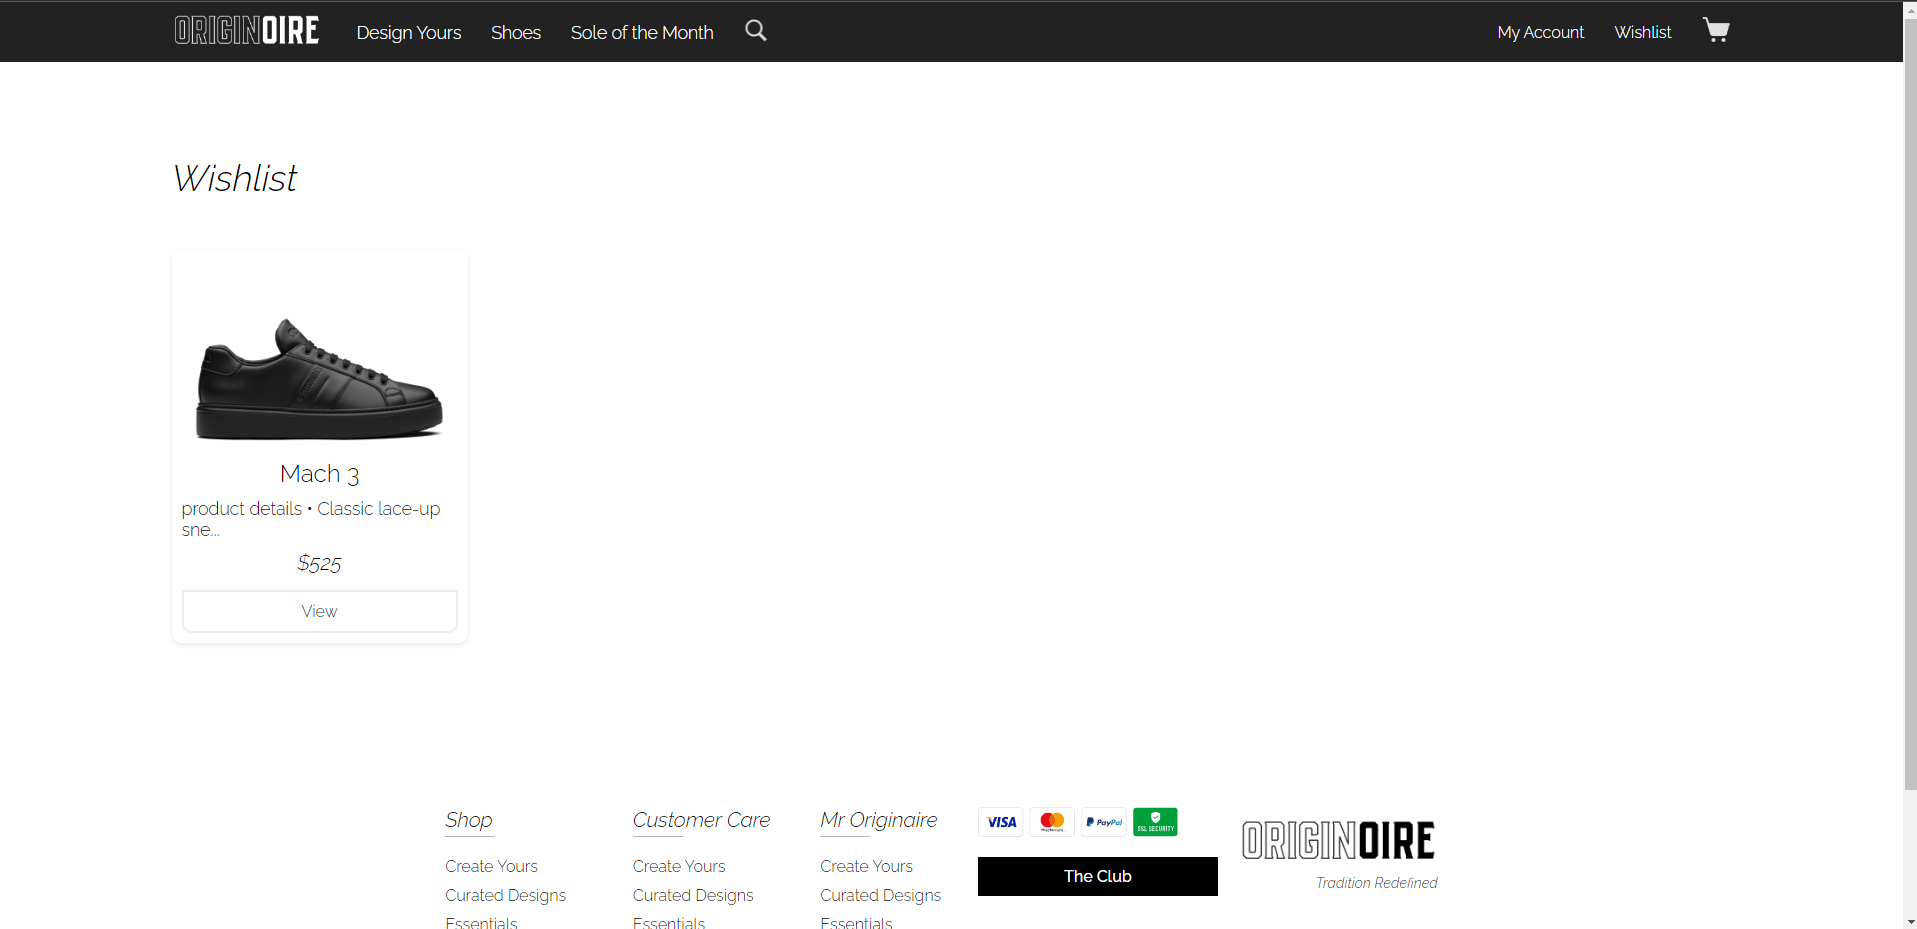 ORIGINOIRE Design Yours Shoes Sole of the Month My Account Wishlist
Wishlist
Mach 3
product details • Classic lace-up
sne...
$525
View
Shop
Create Yours
Curated Designs
Essentials
Customer Care
Create Yours
Curated Designs
Essentials
Mr Originaire
Create Yours
Curated Designs
Essentials
VISA mastercard PayPal SSL SECURITY
The Club
ORIGINOIRE
Tradition Redefined